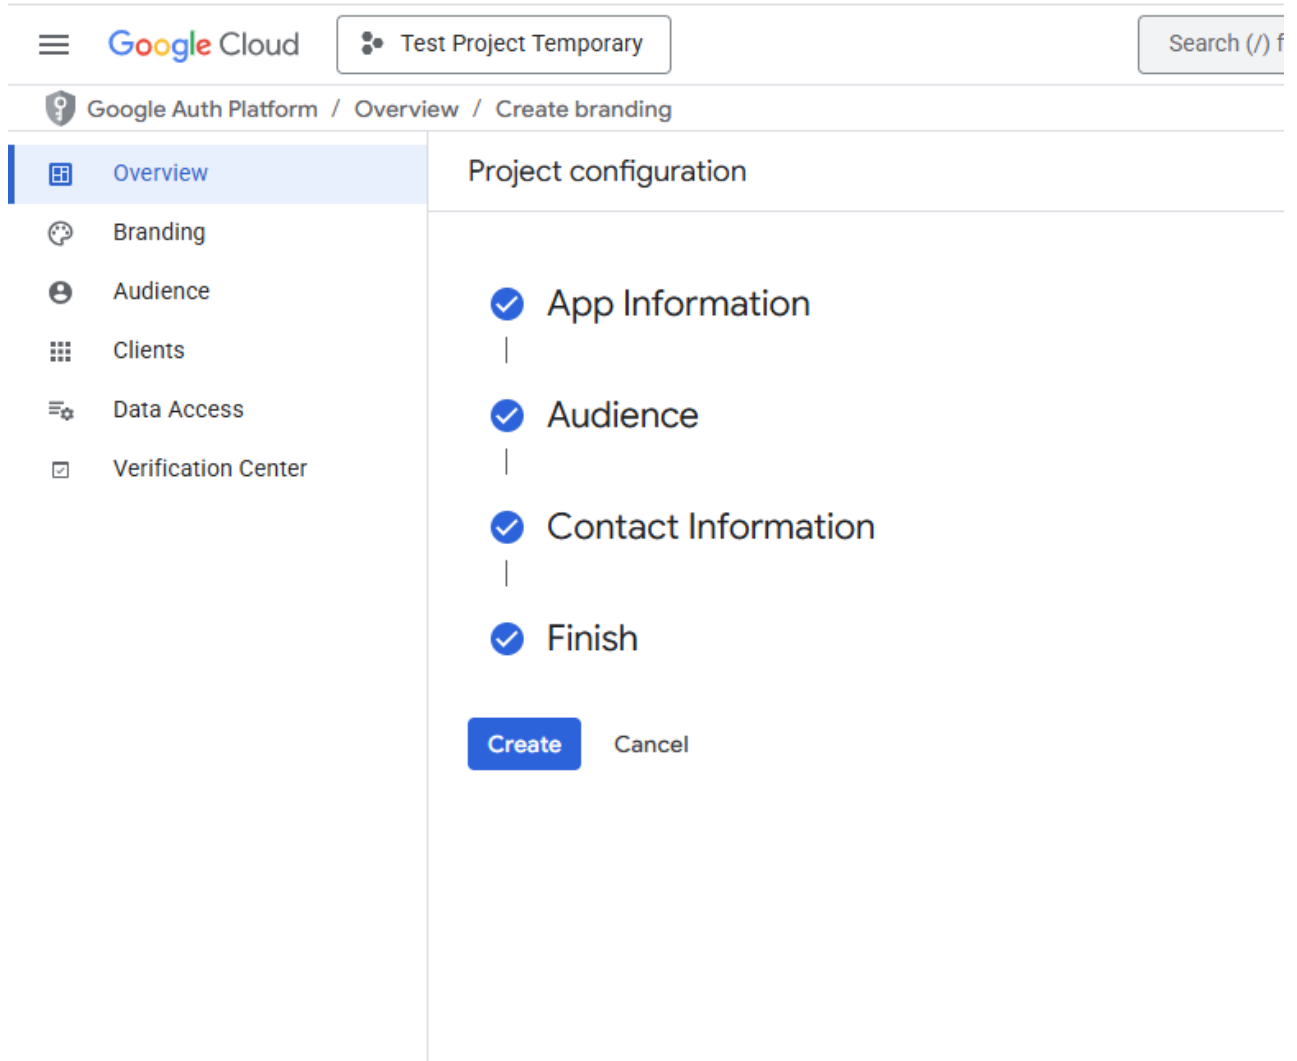 Google Cloud
Test Project Temporary
Search (/) f
Google Auth Platform / Overview / Create branding
Overview
Branding
Audience
Clients
Data Access
Verification Center
Project configuration
App Information
Audience
Contact Information
Finish
Create
Cancel